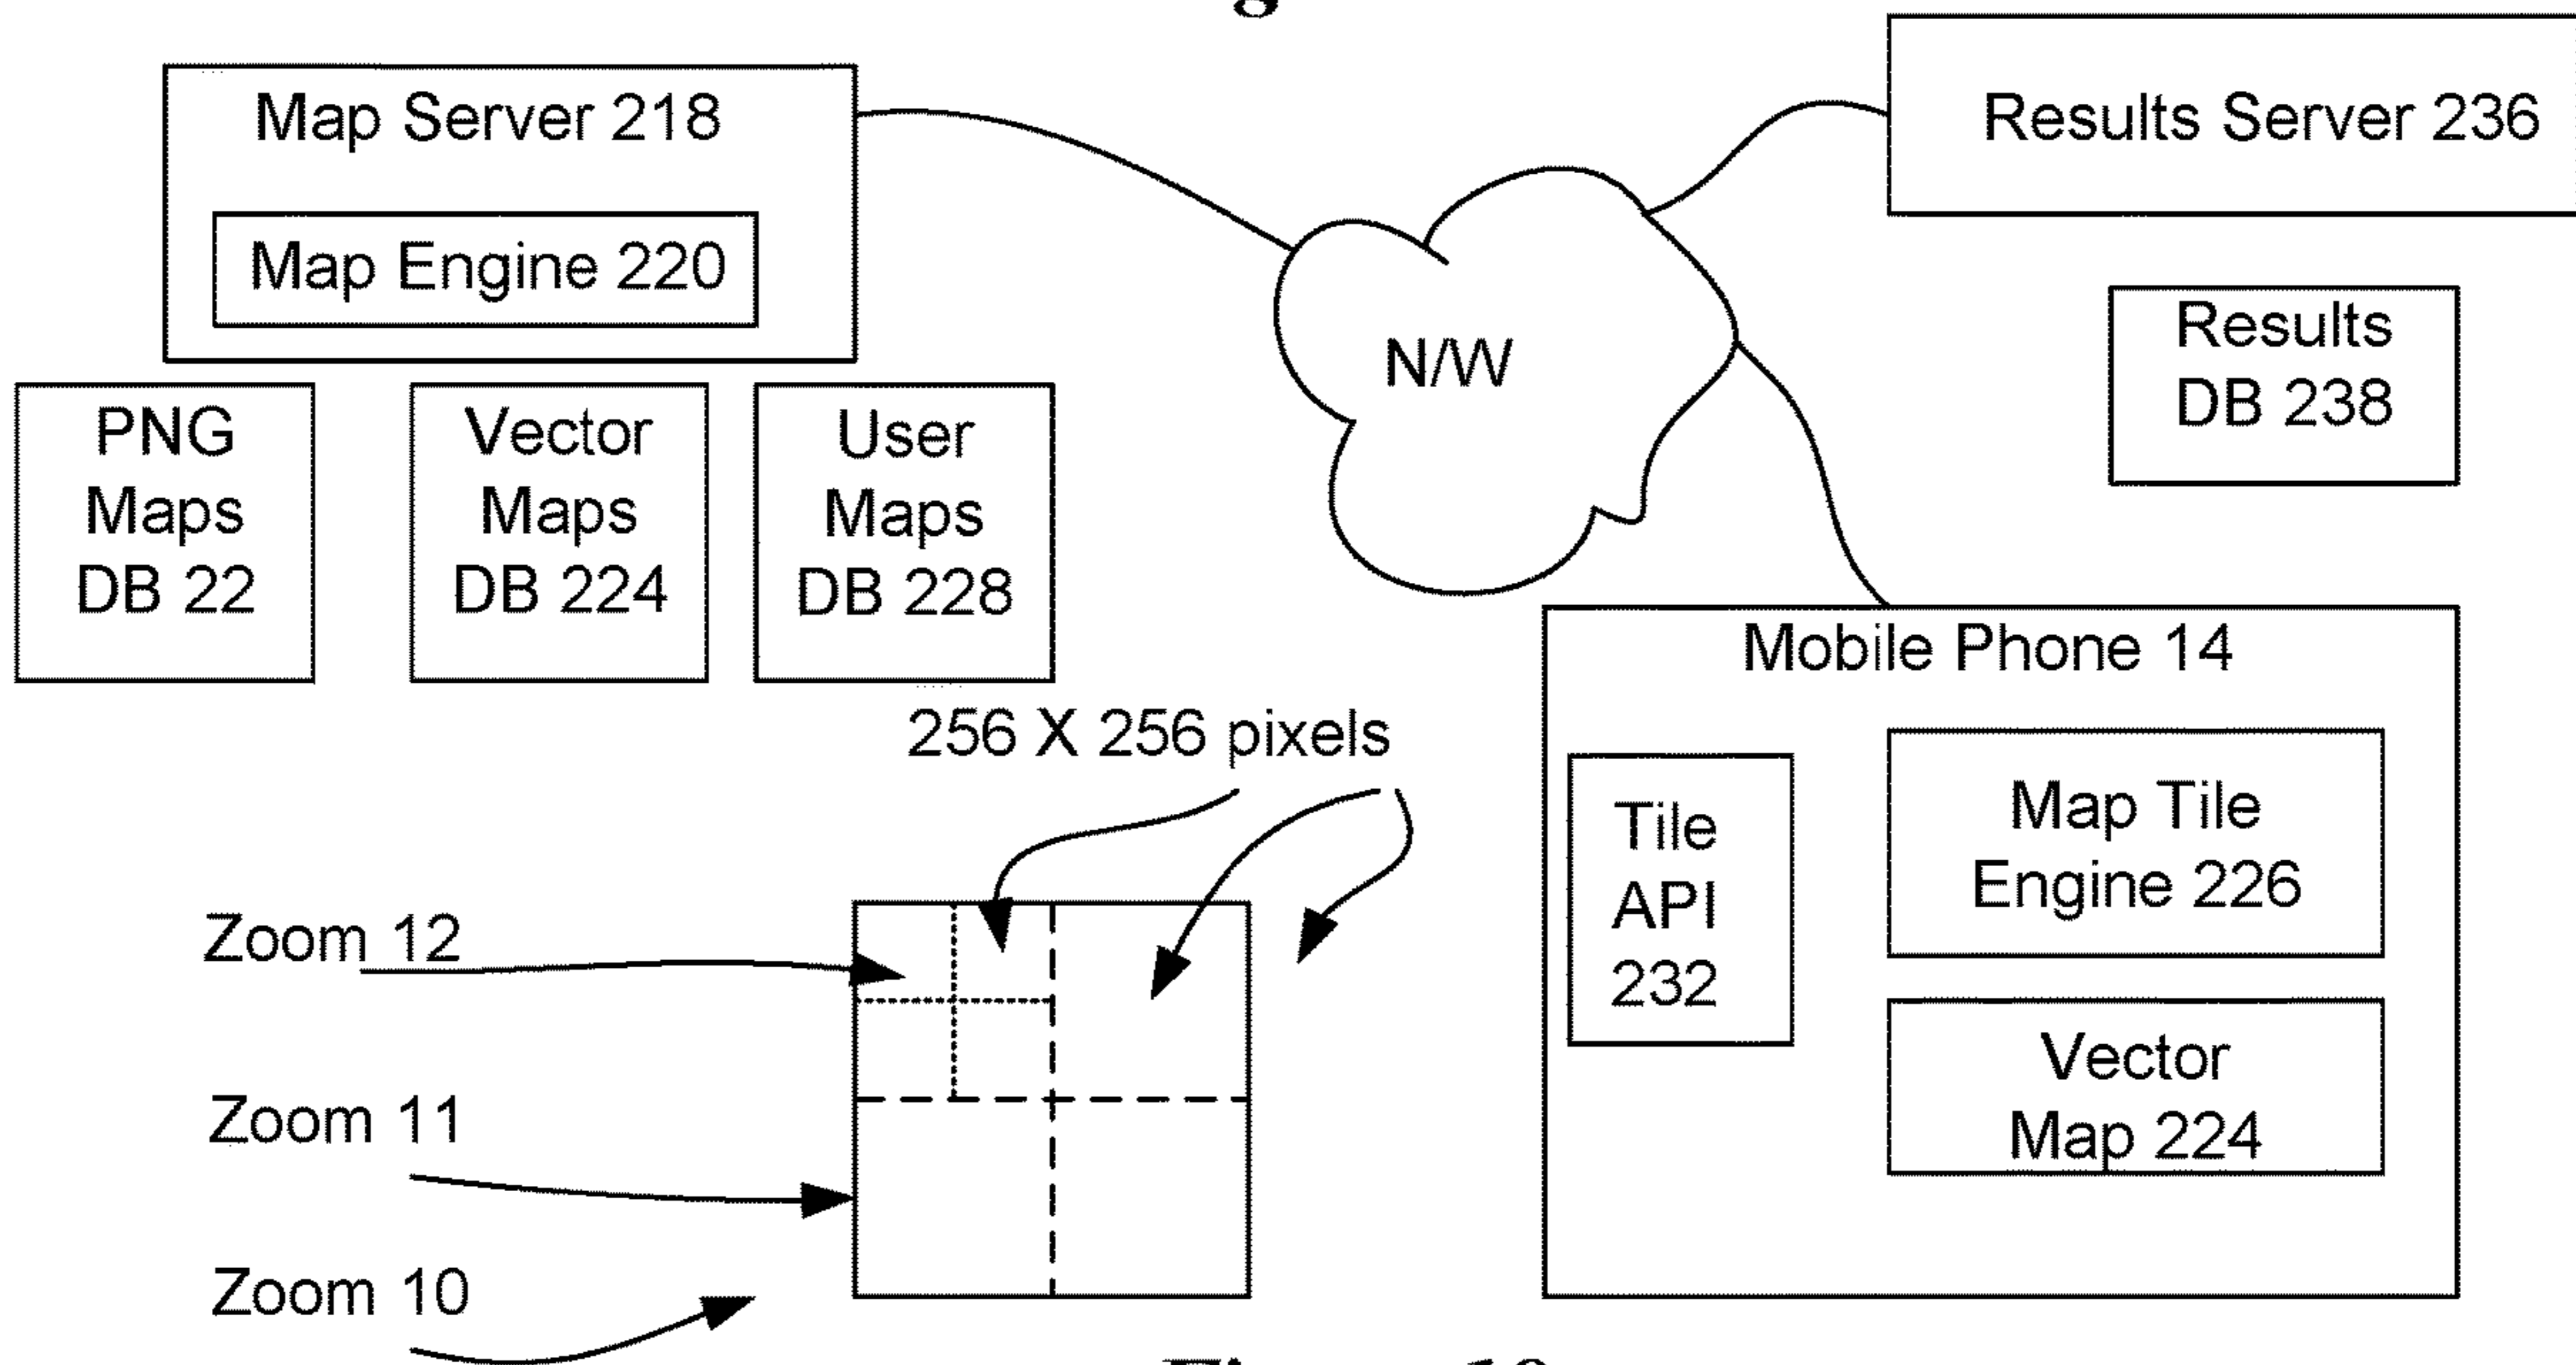 Map Server 218
Map Engine 220
PNG
Maps
DB 22
Vector
Maps
DB 224
User
Maps
DB 228
N/W
Results Server 236
Results
DB 238
Mobile Phone 14
Tile
API
232
Map Tile
Engine 226
Vector
Map 224
256 X 256 pixels
Zoom 12
Zoom 11
Zoom 10